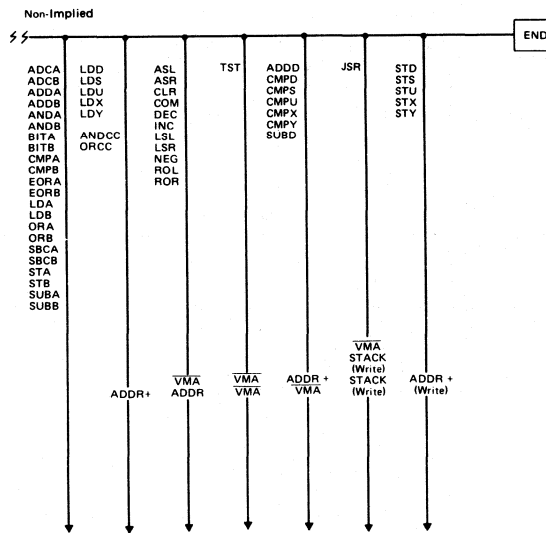 Non-Implied
END
ADCA
ADCB
ADDA
ADDB
ANDA
ANDB
BITA
BITB
CMPA
CMPB
EORA
EORB
LDA
LDB
ORA
ORB
SBCA
SBCB
STA
STB
SUBA
SUBB
LDD
LDS
LDU
LDX
LDY
ANDCC
ORCC
ADDR+
ASL
ASR
CLR
COM
DEC
INC
LSL
LSR
NEG
ROL
ROR
VMA
ADDR
TST
VMA
VMA
ADDD
CMPD
CMPS
CMPU
CMPX
CMPY
SUBD
ADDR +
VMA
JSR
VMA
STACK
(Write)
STACK
(Write)
STD
STS
STU
STX
STY
ADDR +
(Write)